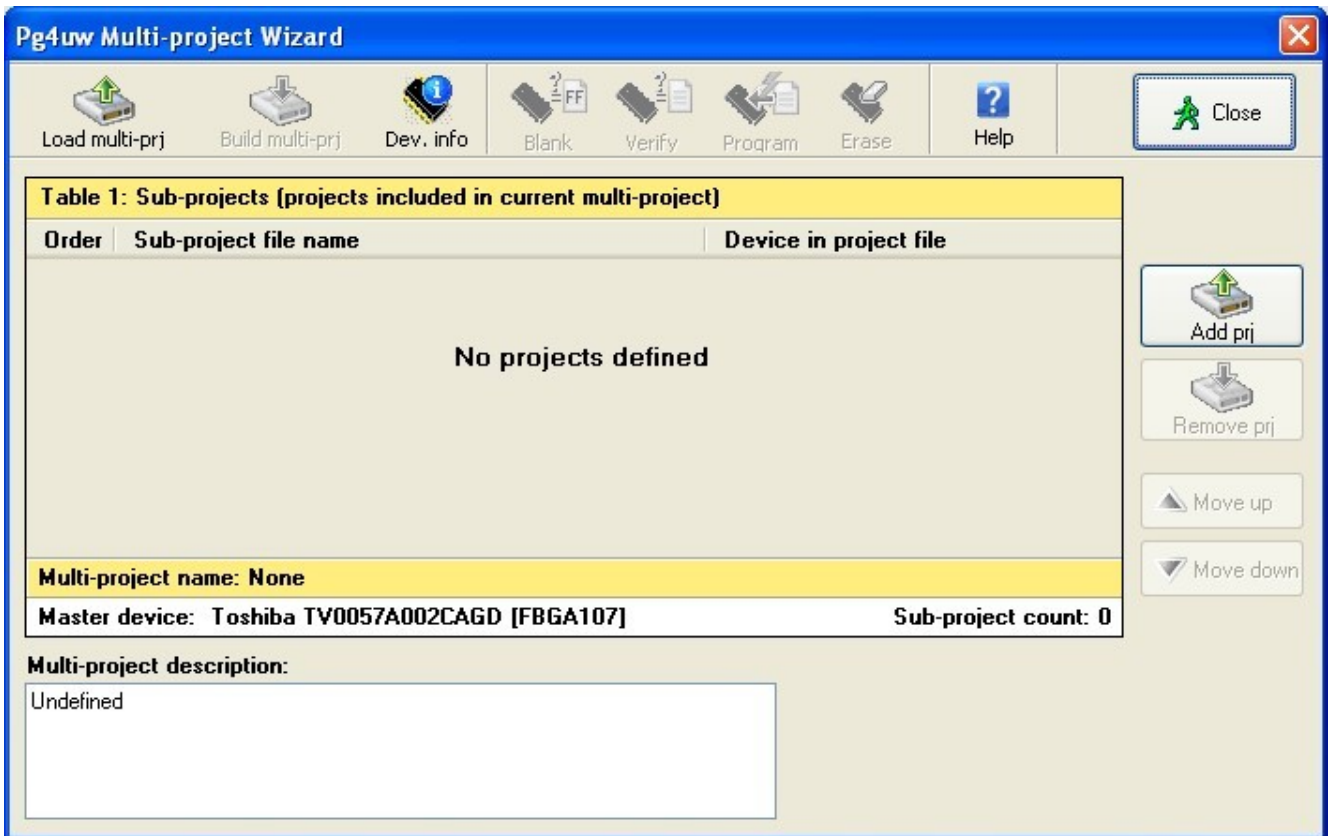 Pg4uw Multi-project Wizard
Load multi-prj Build multi-prj Dev. info Blank Verify Program Erase Help Close
Table 1: Sub-projects (projects included in current multi-project)
Order Sub-project file name Device in project file
No projects defined
Add prj
Remove prj
Move up
Move down
Multi-project name: None
Master device: Toshiba TV0057A002CAGD [FBGA107] Sub-project count: 0
Multi-project description:
Undefined